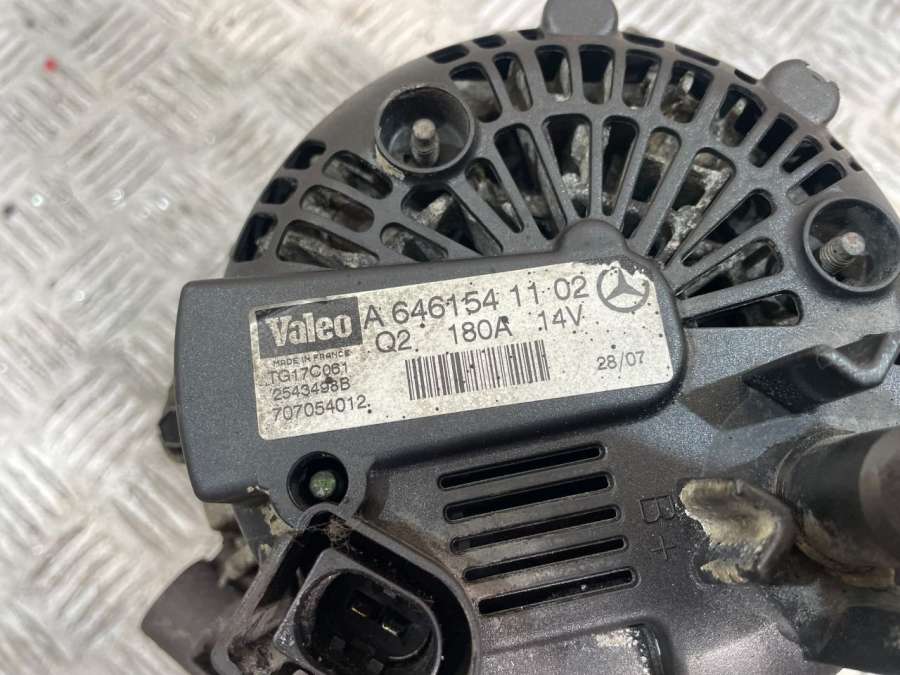 Valeo A 646154 11 02
MADE IN FRANCE Q2 180A 14V
TG17C061
2543498B 28/07
707054012
B+